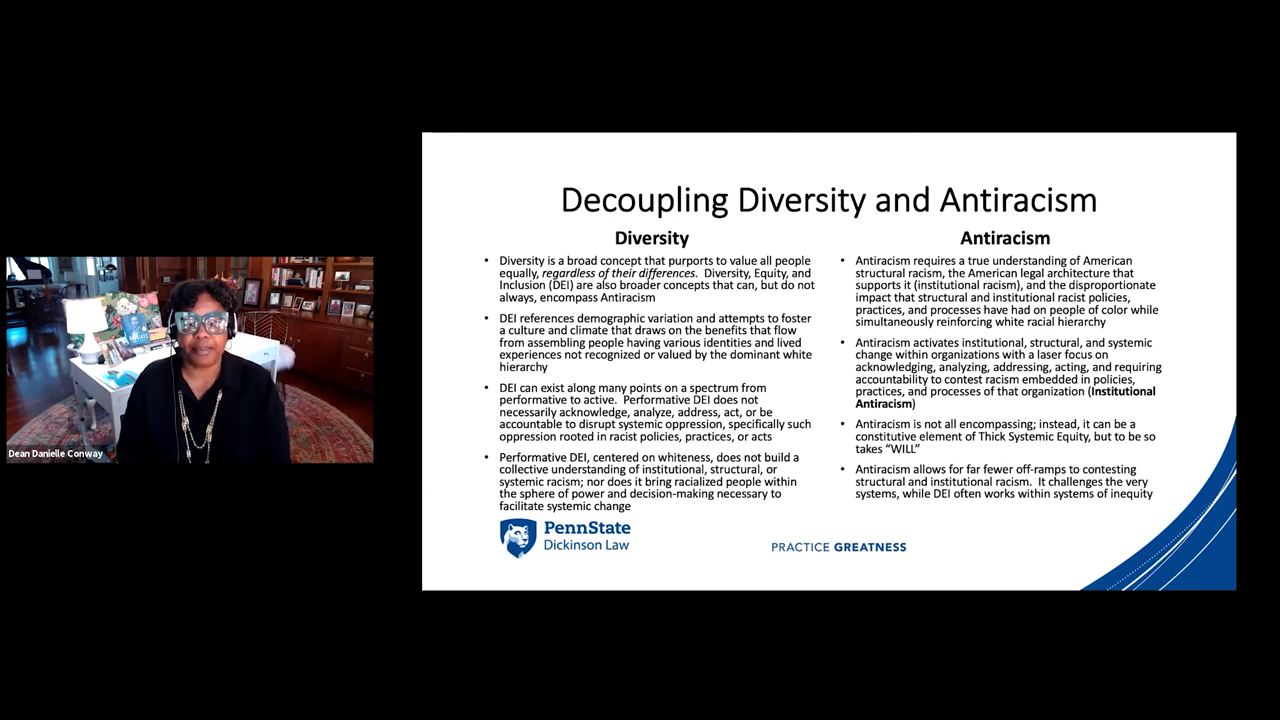 Decoupling Diversity and Antiracism
Diversity
• Diversity is a broad concept that purports to value all people
equally, regardless of their differences. Diversity, Equity, and
Inclusion (DEI) are also broader concepts that can, but do not
always, encompass Antiracism
• DEI references demographic variation and attempts to foster
a culture and climate that draws on the benefits that flow
from assembling people having various identities and lived
experiences not recognized or valued by the dominant white
hierarchy
• DEI can exist along many points on a spectrum from
performative to active. Performative DEI does not
necessarily acknowledge, analyze, address, act, or be
accountable to disrupt systemic oppression, specifically such
oppression rooted in racist policies, practices, or acts
• Performative DEI, centered on whiteness, does not build a
collective understanding of institutional, structural, or
systemic racism; nor does it bring racialized people within
the sphere of power and decision-making necessary to
facilitate systemic change
Antiracism
• Antiracism requires a true understanding of American
structural racism, the American legal architecture that
supports it (institutional racism), and the disproportionate
impact that structural and institutional racist policies,
practices, and processes have had on people of color while
simultaneously reinforcing white racial hierarchy
• Antiracism activates institutional, structural, and systemic
change within organizations with a laser focus on
acknowledging, analyzing, addressing, acting, and requiring
accountability to contest racism embedded in policies,
practices, and processes of that organization (Institutional
Antiracism)
• Antiracism is not all encompassing; instead, it can be a
constitutive element of Thick Systemic Equity, but to be so
takes “WILL”
• Antiracism allows for far fewer off-ramps to contesting
structural and institutional racism. It challenges the very
systems, while DEI often works within systems of inequity
PennState
Dickinson Law
PRACTICE GREATNESS
Dean Danielle Conway